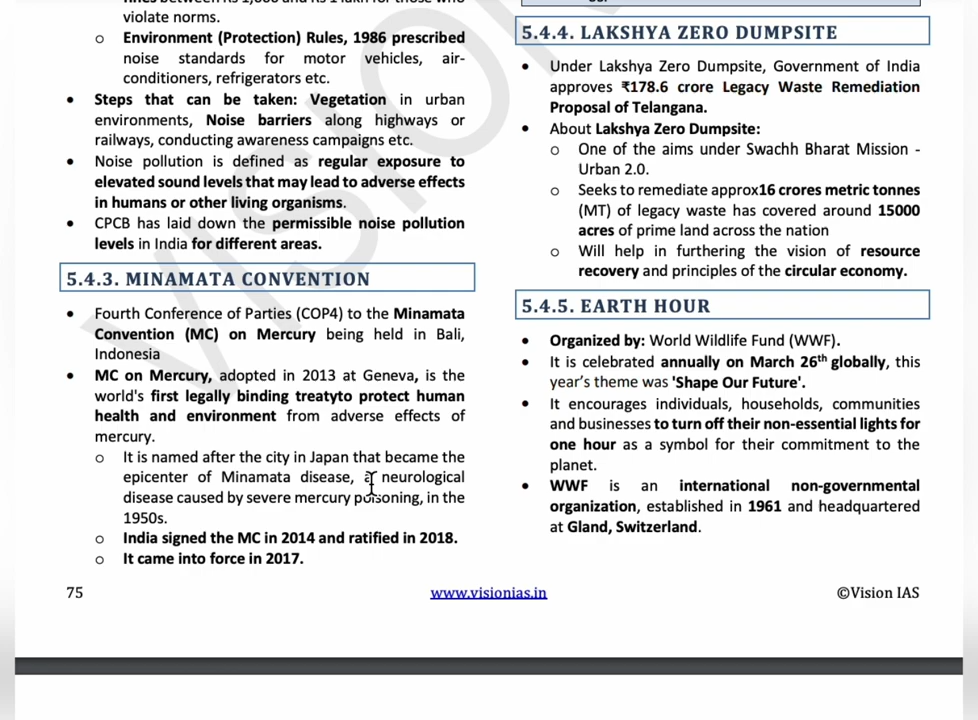 violate norms.
o Environment (Protection) Rules, 1986 prescribed
noise standards for motor vehicles, air-
conditioners, refrigerators etc.
• Steps that can be taken: Vegetation in urban
environments, Noise barriers along highways or
railways, conducting awareness campaigns etc.
• Noise pollution is defined as regular exposure to
elevated sound levels that may lead to adverse effects
in humans or other living organisms.
• CPCB has laid down the permissible noise pollution
levels in India for different areas.
5.4.3. MINAMATA CONVENTION
• Fourth Conference of Parties (COP4) to the Minamata
Convention (MC) on Mercury being held in Bali,
Indonesia
• MC on Mercury, adopted in 2013 at Geneva, is the
world's first legally binding treatyto protect human
health and environment from adverse effects of
mercury.
o It is named after the city in Japan that became the
epicenter of Minamata disease, a neurological
disease caused by severe mercury poisoning, in the
1950s.
o India signed the MC in 2014 and ratified in 2018.
o It came into force in 2017.
5.4.4. LAKSHYA ZERO DUMPSITE
• Under Lakshya Zero Dumpsite, Government of India
approves ₹178.6 crore Legacy Waste Remediation
Proposal of Telangana.
• About Lakshya Zero Dumpsite:
o One of the aims under Swachh Bharat Mission -
Urban 2.0.
o Seeks to remediate approx16 crores metric tonnes
(MT) of legacy waste has covered around 15000
acres of prime land across the nation
o Will help in furthering the vision of resource
recovery and principles of the circular economy.
5.4.5. EARTH HOUR
• Organized by: World Wildlife Fund (WWF).
• It is celebrated annually on March 26th globally, this
year's theme was 'Shape Our Future'.
• It encourages individuals, households, communities
and businesses to turn off their non-essential lights for
one hour as a symbol for their commitment to the
planet.
• WWF is an international non-governmental
organization, established in 1961 and headquartered
at Gland, Switzerland.
75 www.visionias.in ©Vision IAS
VISION